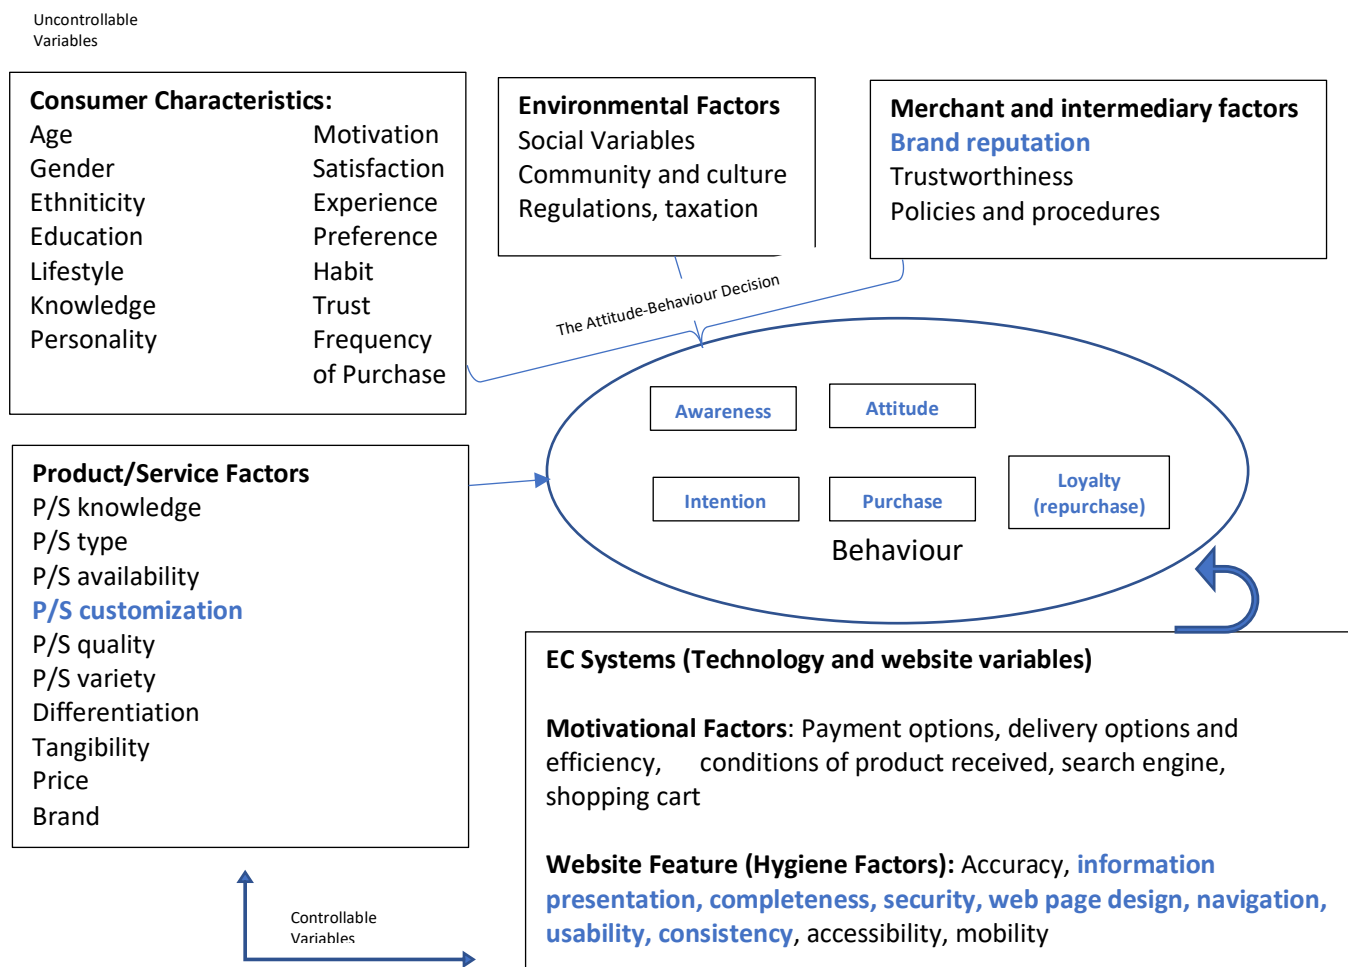 Uncontrollable
Variables
Consumer Characteristics:
Age
Gender
Ethniticity
Education
Lifestyle
Knowledge
Personality
Motivation
Satisfaction
Experience
Preference
Habit
Trust
Frequency
of Purchase
Environmental Factors
Social Variables
Community and culture
Regulations, taxation
Merchant and intermediary factors
Brand reputation
Trustworthiness
Policies and procedures
The Attitude-Behaviour Decision
Awareness
Attitude
Intention
Purchase
Loyalty
(repurchase)
Behaviour
Product/Service Factors
P/S knowledge
P/S type
P/S availability
P/S customization
P/S quality
P/S variety
Differentiation
Tangibility
Price
Brand
EC Systems (Technology and website variables)
Motivational Factors: Payment options, delivery options and
efficiency, conditions of product received, search engine,
shopping cart
Website Feature (Hygiene Factors): Accuracy, information
presentation, completeness, security, web page design, navigation,
usability, consistency, accessibility, mobility
Controllable
Variables